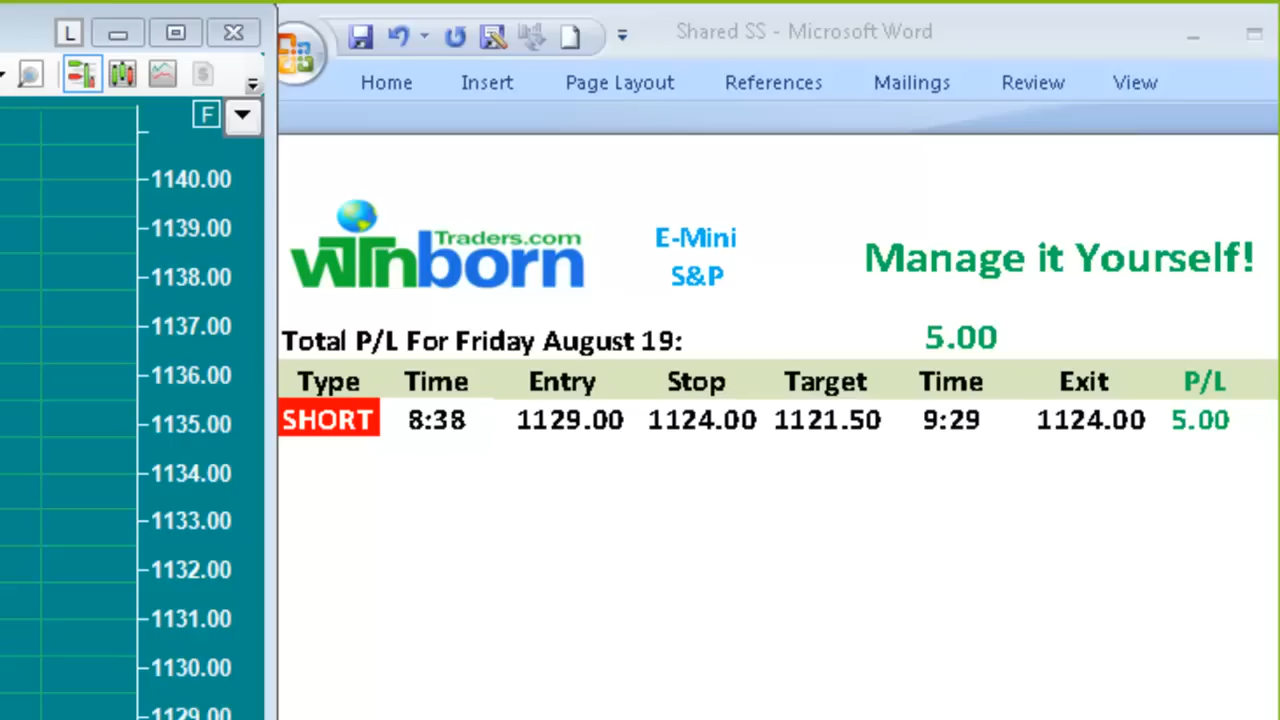 L
Shared SS - Microsoft Word
Home Insert Page Layout References Mailings Review View
F
1140.00
1139.00
1138.00
1137.00
1136.00
1135.00
1134.00
1133.00
1132.00
1131.00
1130.00
1129.00
winborn
Traders.com
E-Mini
S&P
Manage it Yourself!
Total P/L For Friday August 19: 5.00
Type Time Entry Stop Target Time Exit P/L
SHORT 8:38 1129.00 1124.00 1121.50 9:29 1124.00 5.00